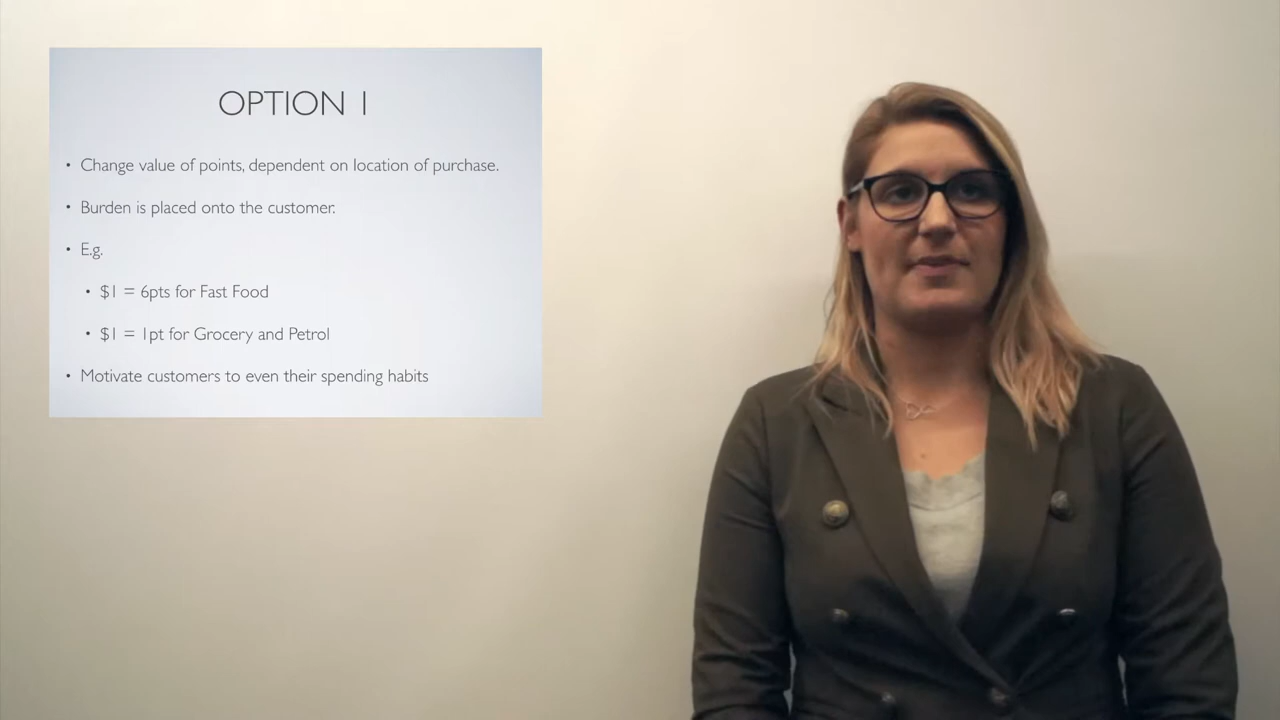 OPTION 1
• Change value of points, dependent on location of purchase.
• Burden is placed onto the customer.
• E.g.
• $1 = 6pts for Fast Food
• $1 = 1pt for Grocery and Petrol
• Motivate customers to even their spending habits